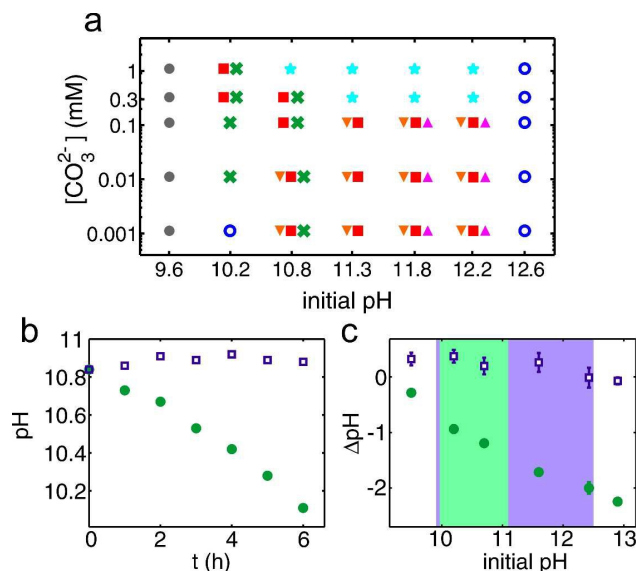 a
[CO₃²⁻] (mM)
1
0.3
0.1
0.01
0.001
9.6 10.2 10.8 11.3 11.8 12.2 12.6
initial pH
b
pH
11
10.8
10.6
10.4
10.2
0 2 4 6
t (h)
c
ΔpH
0
-1
-2
10 11 12 13
initial pH